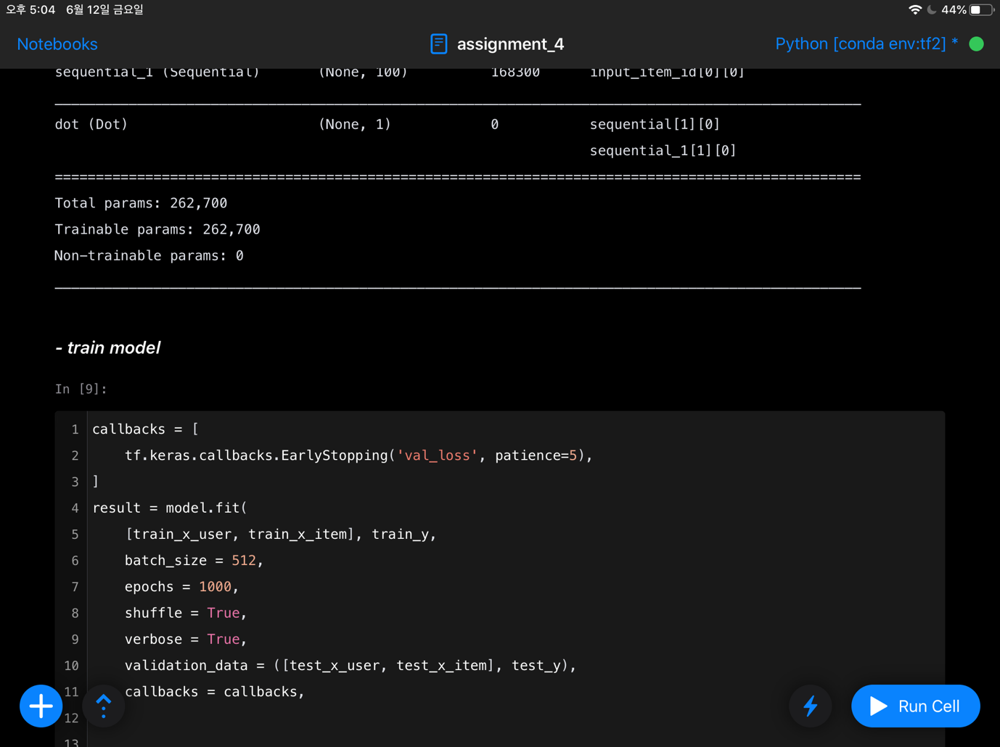 오후 5:04 6월 12일 금요일 44%
Notebooks assignment_4 Python [conda env:tf2] *
sequential_1 (Sequential) (None, 100) 168300 input_item_id[0][0]
dot (Dot) (None, 1) 0 sequential[1][0]
sequential_1[1][0]
==================================================================================================
Total params: 262,700
Trainable params: 262,700
Non-trainable params: 0
- train model
In [9]:
1 callbacks = [
2 tf.keras.callbacks.EarlyStopping('val_loss', patience=5),
3 ]
4 result = model.fit(
5 [train_x_user, train_x_item], train_y,
6 batch_size = 512,
7 epochs = 1000,
8 shuffle = True,
9 verbose = True,
10 validation_data = ([test_x_user, test_x_item], test_y),
11 callbacks = callbacks,
12
13
Run Cell